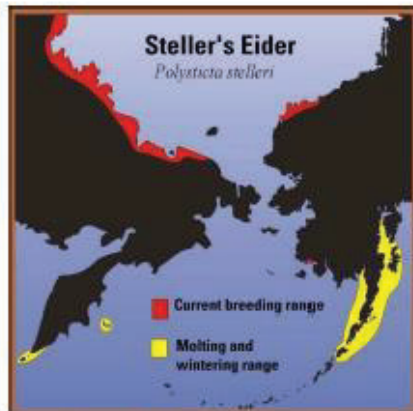 Steller's Eider
Polysticta stelleri
Current breeding range
Molting and
wintering range